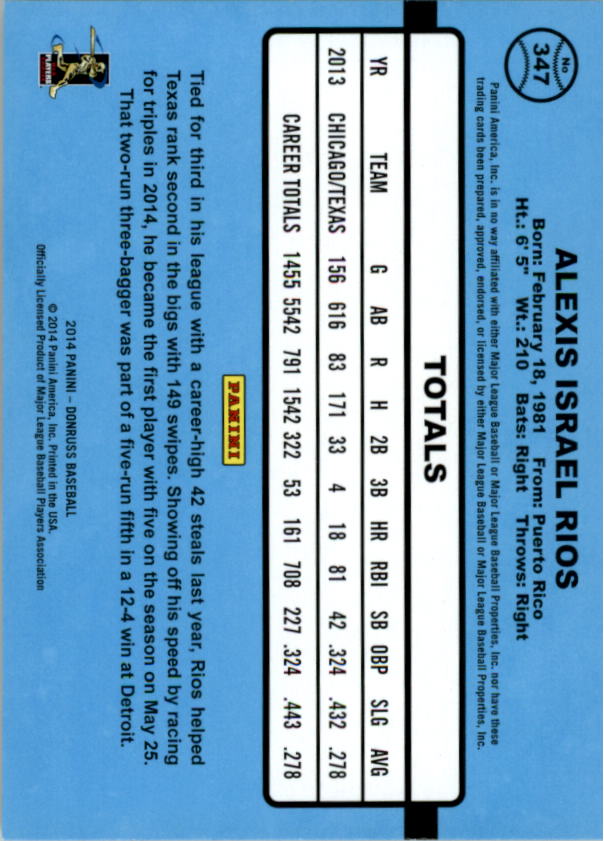 No
347
ALEXIS ISRAEL RIOS
Born: February 18, 1981 From: Puerto Rico
Ht.: 6' 5" Wt.: 210 Bats: Right Throws: Right
Panini America, Inc. is in no way affiliated with either Major League Baseball or Major League Baseball Properties, Inc. nor have these
trading cards been prepared, approved, endorsed, or licensed by either Major League Baseball or Major League Baseball Properties, Inc.
TOTALS
YR TEAM G AB R H 2B 3B HR RBI SB OBP SLG AVG
2013 CHICAGO/TEXAS 156 616 83 171 33 4 18 81 42 .324 .432 .278
CAREER TOTALS 1455 5542 791 1542 322 53 161 708 227 .324 .443 .278
PANINI
Tied for third in his league with a career-high 42 steals last year, Rios helped
Texas rank second in the bigs with 149 swipes. Showing off his speed by racing
for triples in 2014, he became the first player with five on the season on May 25.
That two-run three-bagger was part of a five-run fifth in a 12-4 win at Detroit.
2014 PANINI – DONRUSS BASEBALL
© 2014 Panini America, Inc. Printed in the USA.
Officially Licensed Product of Major League Baseball Players Association
PLAYERS